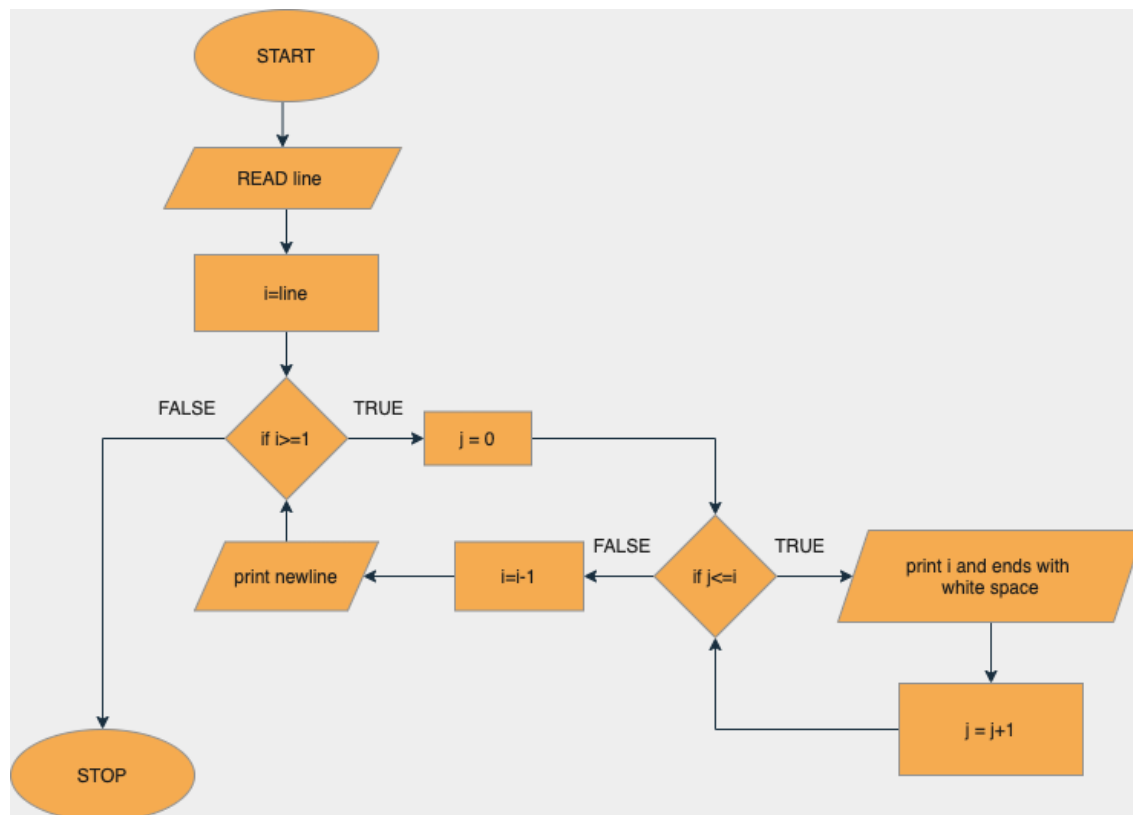 START
READ line
i=line
FALSE
TRUE
if i>=1
j = 0
FALSE
TRUE
print newline
i=i-1
if j<=i
print i and ends with
white space
j = j+1
STOP